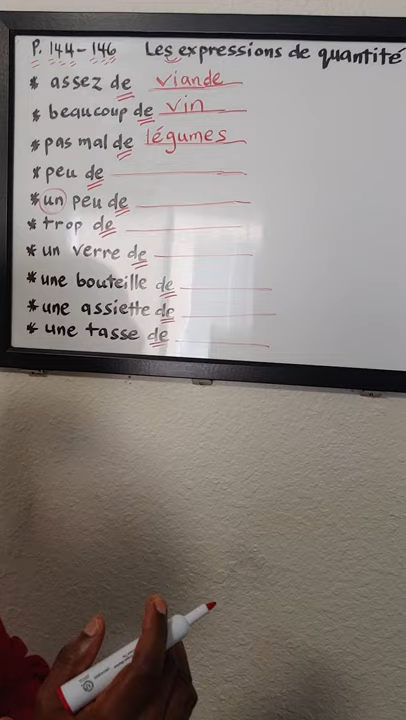 P. 144-146 Les expressions de quantité
* assez de viande
* beaucoup de vin
* pas mal de légumes
* peu de
* un peu de
* trop de
* un verre de
* une bouteille de
* une assiette de
* une tasse de